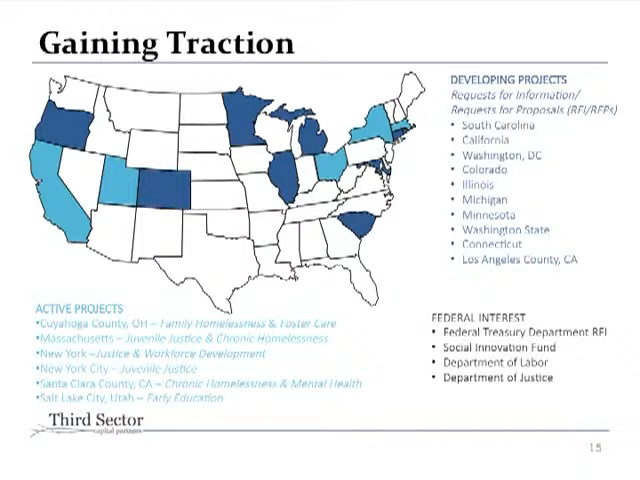 Gaining Traction
DEVELOPING PROJECTS
Requests for Information/
Requests for Proposals (RFI/RFPs)
• South Carolina
• California
• Washington, DC
• Colorado
• Illinois
• Michigan
• Minnesota
• Washington State
• Connecticut
• Los Angeles County, CA
ACTIVE PROJECTS
•Cuyahoga County, OH – Family Homelessness & Foster Care
•Massachusetts – Juvenile Justice & Chronic Homelessness
•New York –Justice & Workforce Development
•New York City – Juvenile Justice
•Santa Clara County, CA – Chronic Homelessness & Mental Health
•Salt Lake City, Utah – Early Education
FEDERAL INTEREST
• Federal Treasury Department RFI
• Social Innovation Fund
• Department of Labor
• Department of Justice
Third Sector
capital partners
15